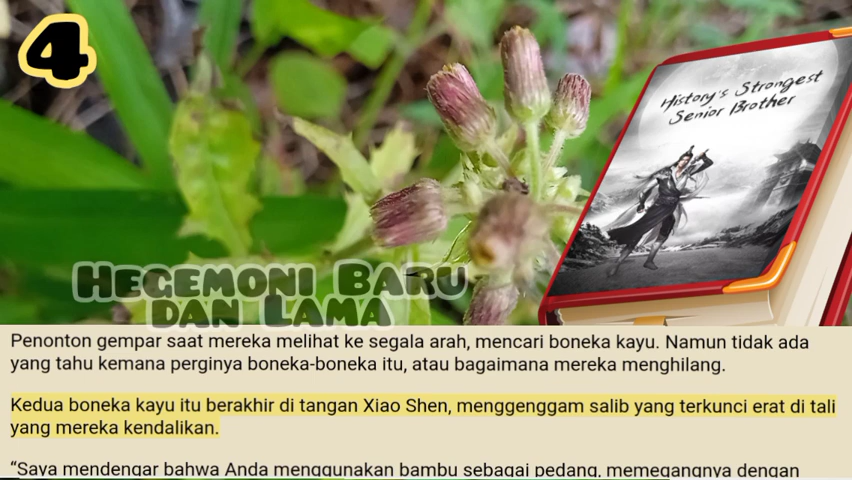 4
History's Strongest
Senior Brother
Hegemoni Baru
dan Lama
Penonton gempar saat mereka melihat ke segala arah, mencari boneka kayu. Namun tidak ada
yang tahu kemana perginya boneka-boneka itu, atau bagaimana mereka menghilang.
Kedua boneka kayu itu berakhir di tangan Xiao Shen, menggenggam salib yang terkunci erat di tali
yang mereka kendalikan.
“Saya mendengar bahwa Anda menggunakan bambu sebagai pedang, memegangnya dengan